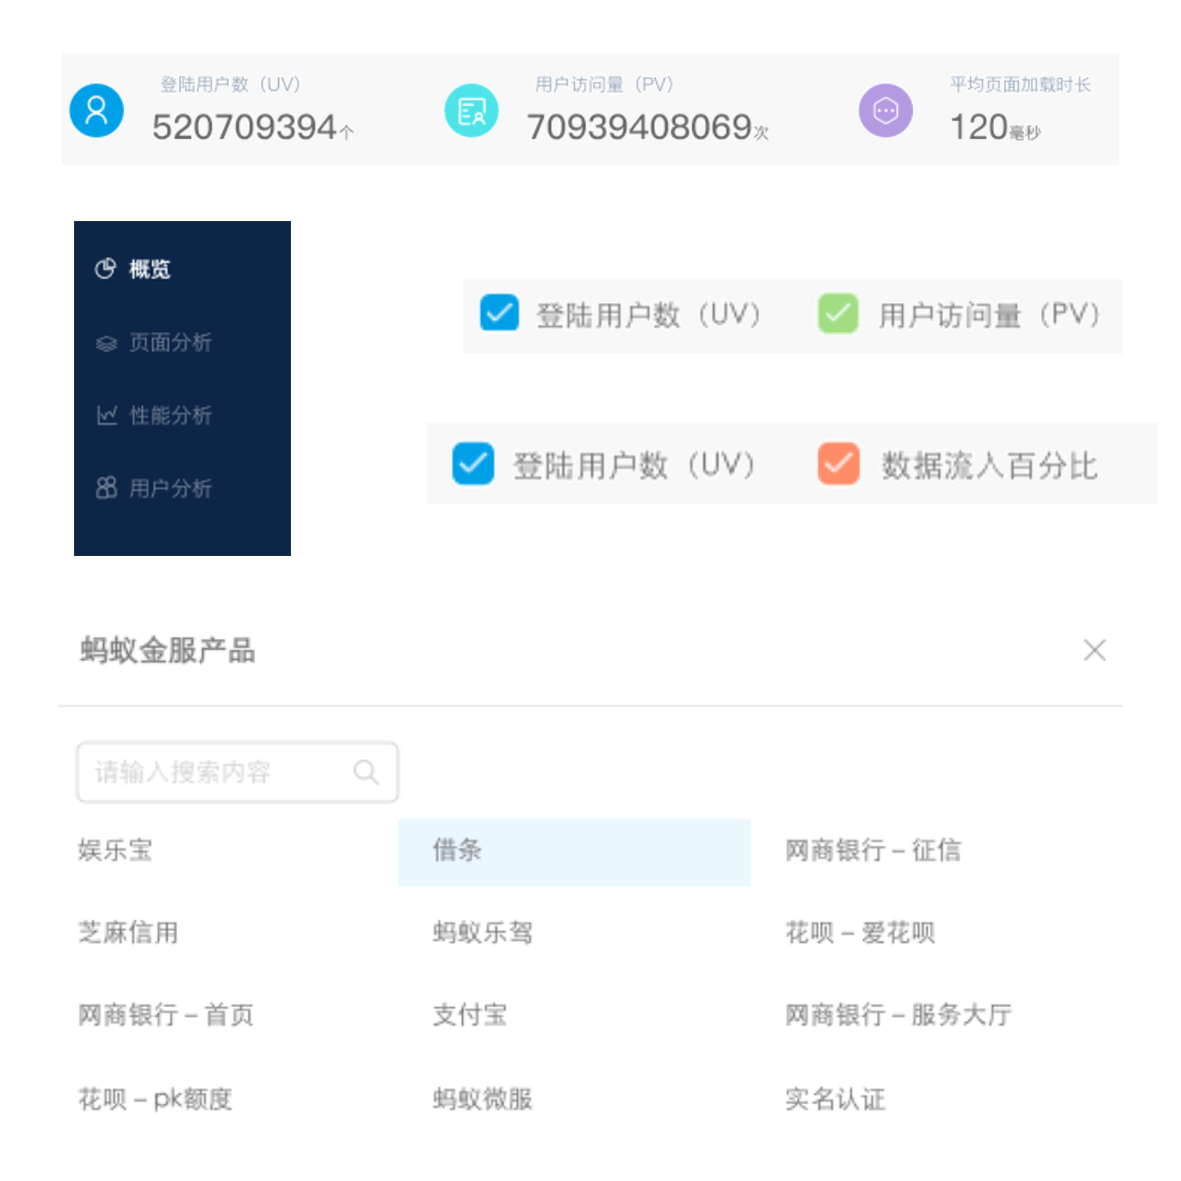 登陆用户数（UV） 用户访问量（PV） 平均页面加载时长
520709394个 70939408069次 120毫秒
概览
页面分析
性能分析
用户分析
登陆用户数（UV） 用户访问量（PV）
登陆用户数（UV） 数据流入百分比
蚂蚁金服产品
请输入搜索内容
娱乐宝 借条 网商银行 – 征信
芝麻信用 蚂蚁乐驾 花呗 – 爱花呗
网商银行 – 首页 支付宝 网商银行 – 服务大厅
花呗 – pk额度 蚂蚁微服 实名认证